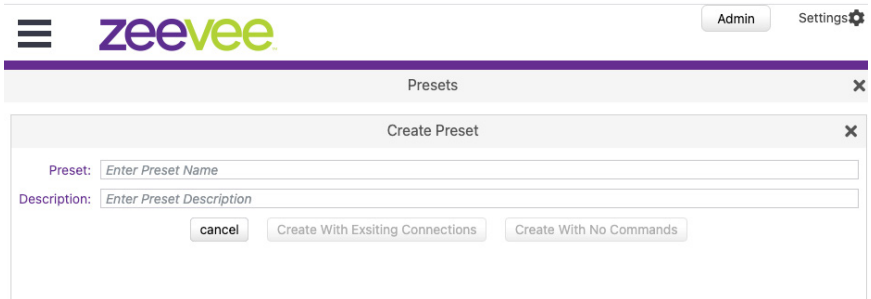 zeevee Admin Settings
Presets
Create Preset
Preset: Enter Preset Name
Description: Enter Preset Description
cancel Create With Exsiting Connections Create With No Commands